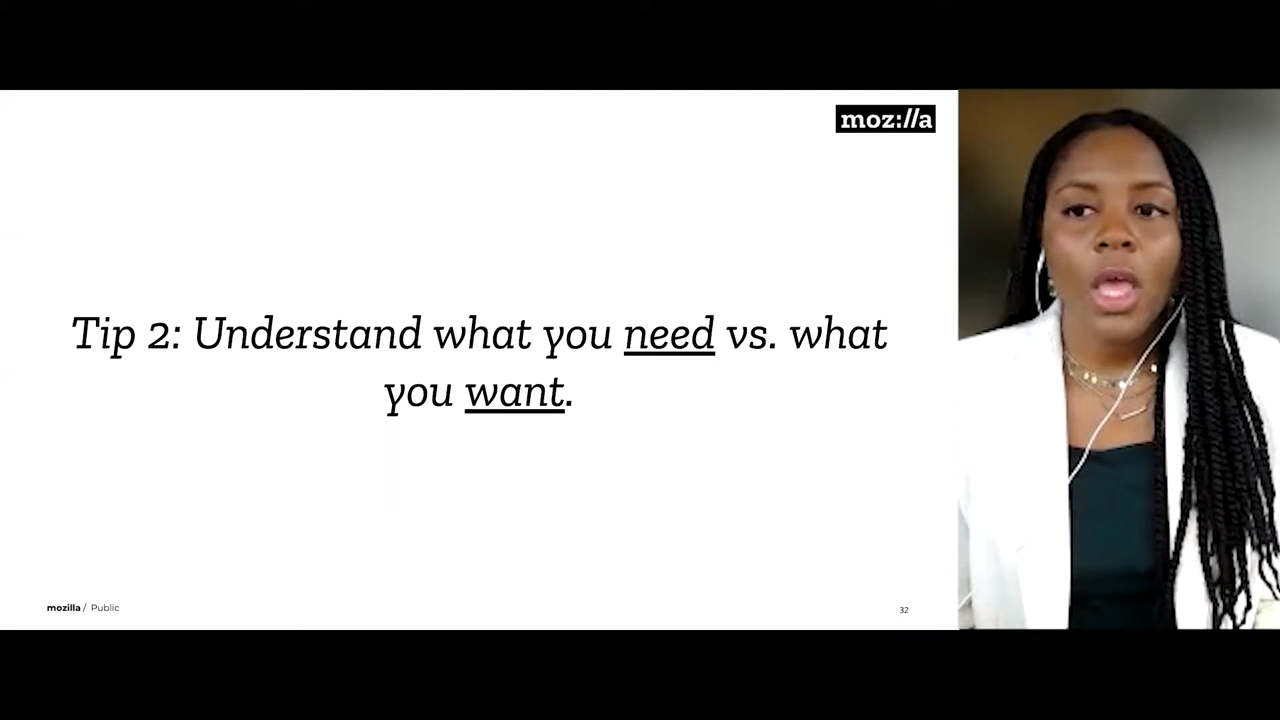 moz://a
Tip 2: Understand what you need vs. what
you want.
mozilla / Public
32